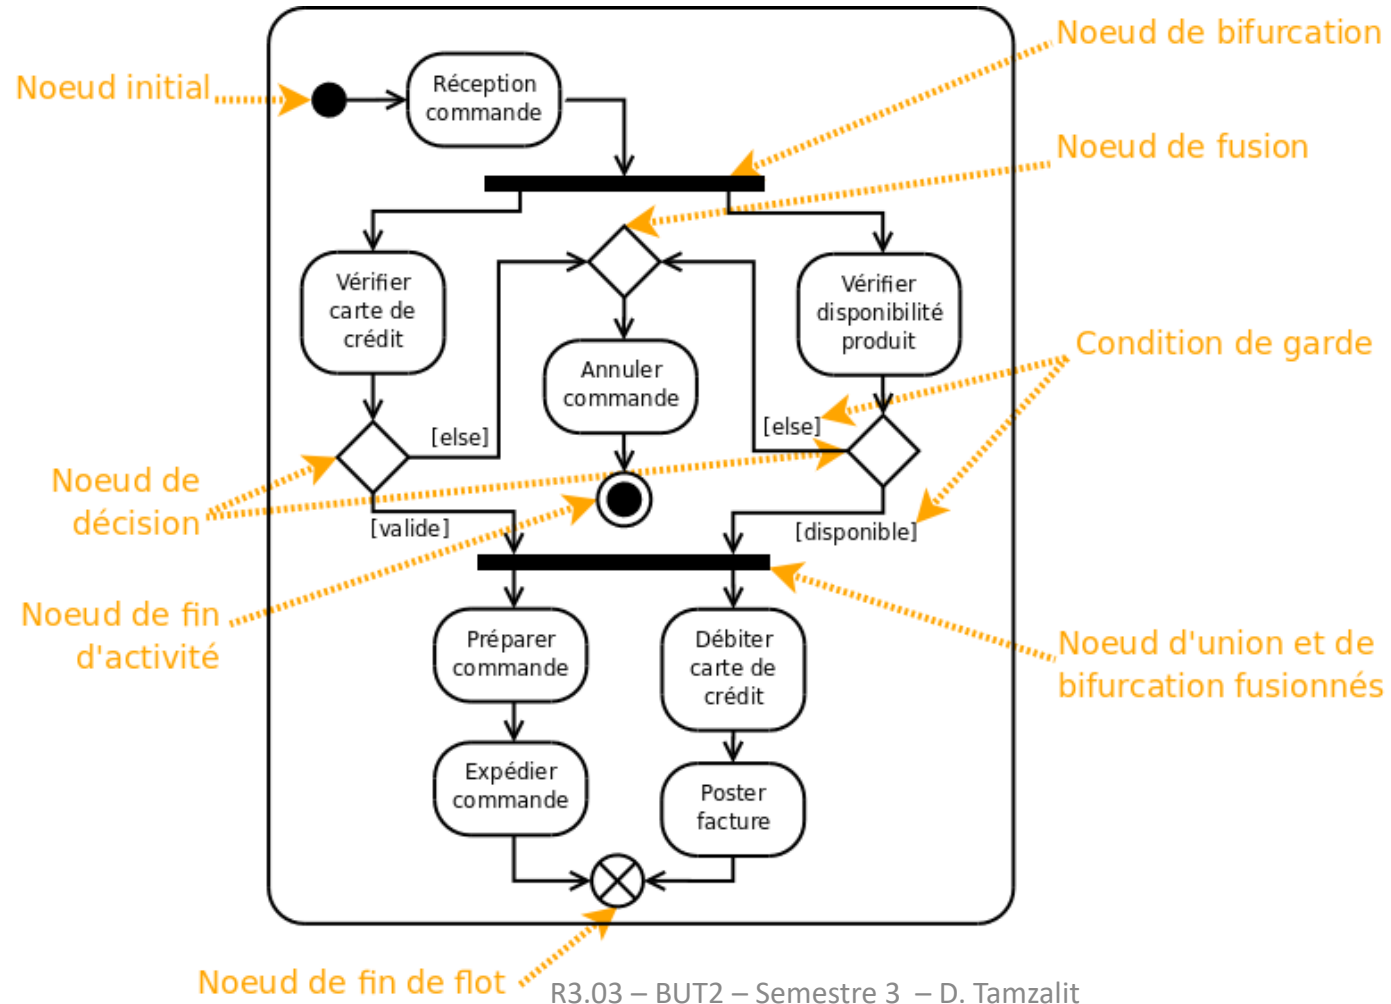 Noeud de bifurcation
Noeud initial
Réception
commande
Noeud de fusion
Vérifier
carte de
crédit
Vérifier
disponibilité
produit
Condition de garde
Annuler
commande
[else]
[else]
Noeud de
décision
[valide]
[disponible]
Noeud de fin
d'activité
Préparer
commande
Débiter
carte de
crédit
Noeud d'union et de
bifurcation fusionnés
Expédier
commande
Poster
facture
Noeud de fin de flot
R3.03 – BUT2 – Semestre 3 – D. Tamzalit